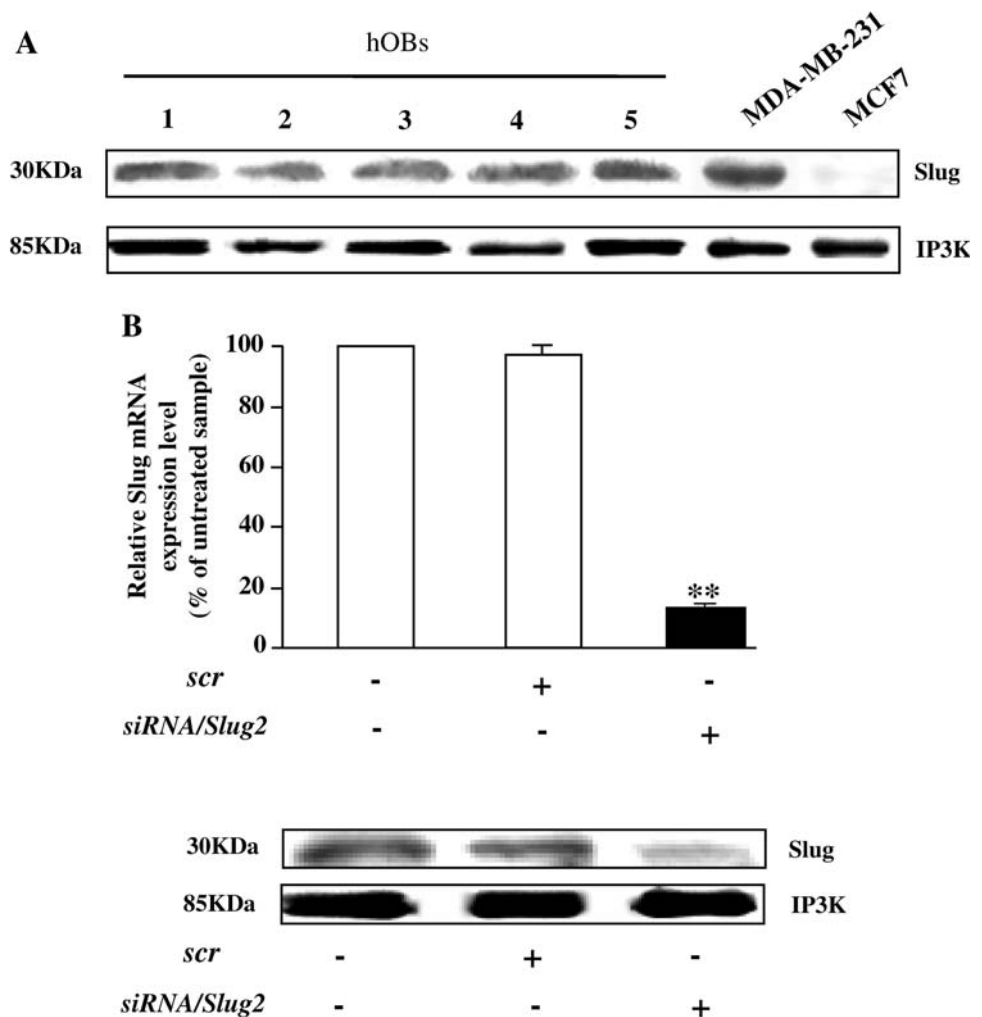 A
hOBs
1 2 3 4 5 MDA-MB-231 MCF7
30KDa Slug
85KDa IP3K
B
Relative Slug mRNA
expression level
(% of untreated sample)
100
80
60
40
20
0
**
scr - + -
siRNA/Slug2 - - +
30KDa Slug
85KDa IP3K
scr - + -
siRNA/Slug2 - - +